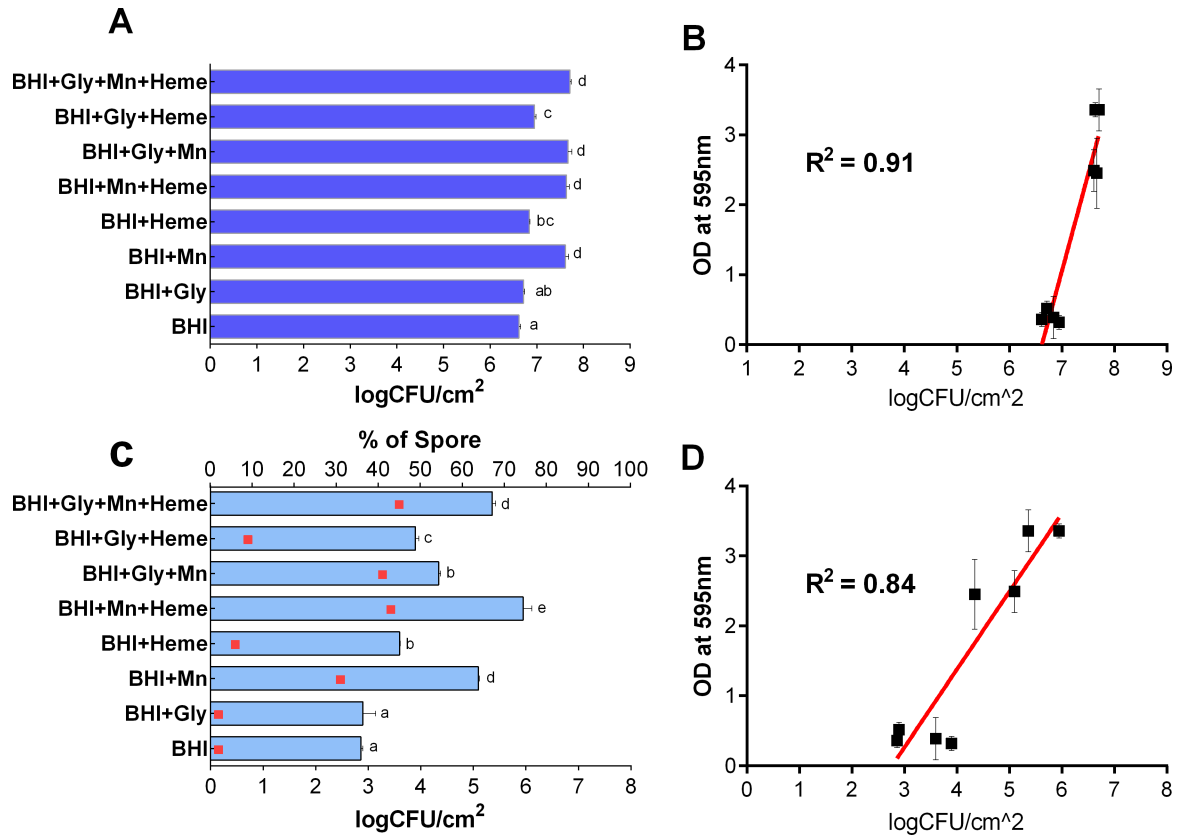 A
BHI+Gly+Mn+Heme
BHI+Gly+Heme
BHI+Gly+Mn
BHI+Mn+Heme
BHI+Heme
BHI+Mn
BHI+Gly
BHI
d
c
d
d
bc
d
ab
a
0 1 2 3 4 5 6 7 8 9
logCFU/cm²
B
OD at 595nm
4
3
2
1
0
R² = 0.91
1 2 3 4 5 6 7 8 9
logCFU/cm^2
C
% of Spore
0 10 20 30 40 50 60 70 80 90 100
BHI+Gly+Mn+Heme
BHI+Gly+Heme
BHI+Gly+Mn
BHI+Mn+Heme
BHI+Heme
BHI+Mn
BHI+Gly
BHI
d
c
b
e
b
d
a
a
0 1 2 3 4 5 6 7 8
logCFU/cm²
D
OD at 595nm
4
3
2
1
0
R² = 0.84
0 1 2 3 4 5 6 7 8
logCFU/cm^2